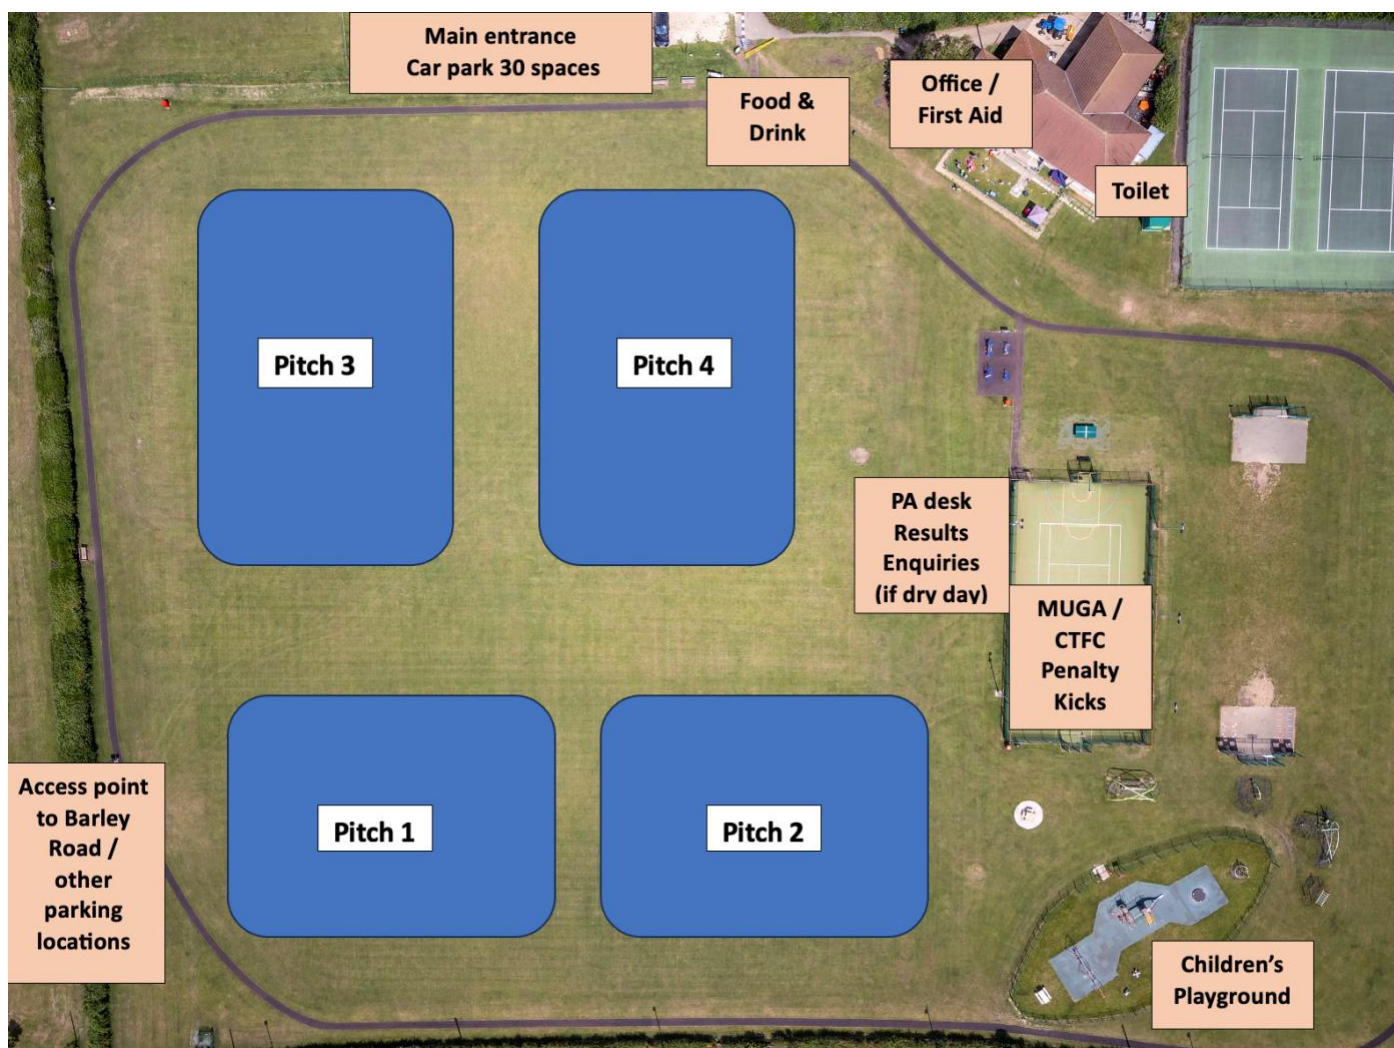 Main entrance
Car park 30 spaces
Food &
Drink
Office /
First Aid
Toilet
Pitch 3
Pitch 4
PA desk
Results
Enquiries
(if dry day)
MUGA /
CTFC
Penalty
Kicks
Access point
to Barley
Road /
other
parking
locations
Pitch 1
Pitch 2
Children’s
Playground